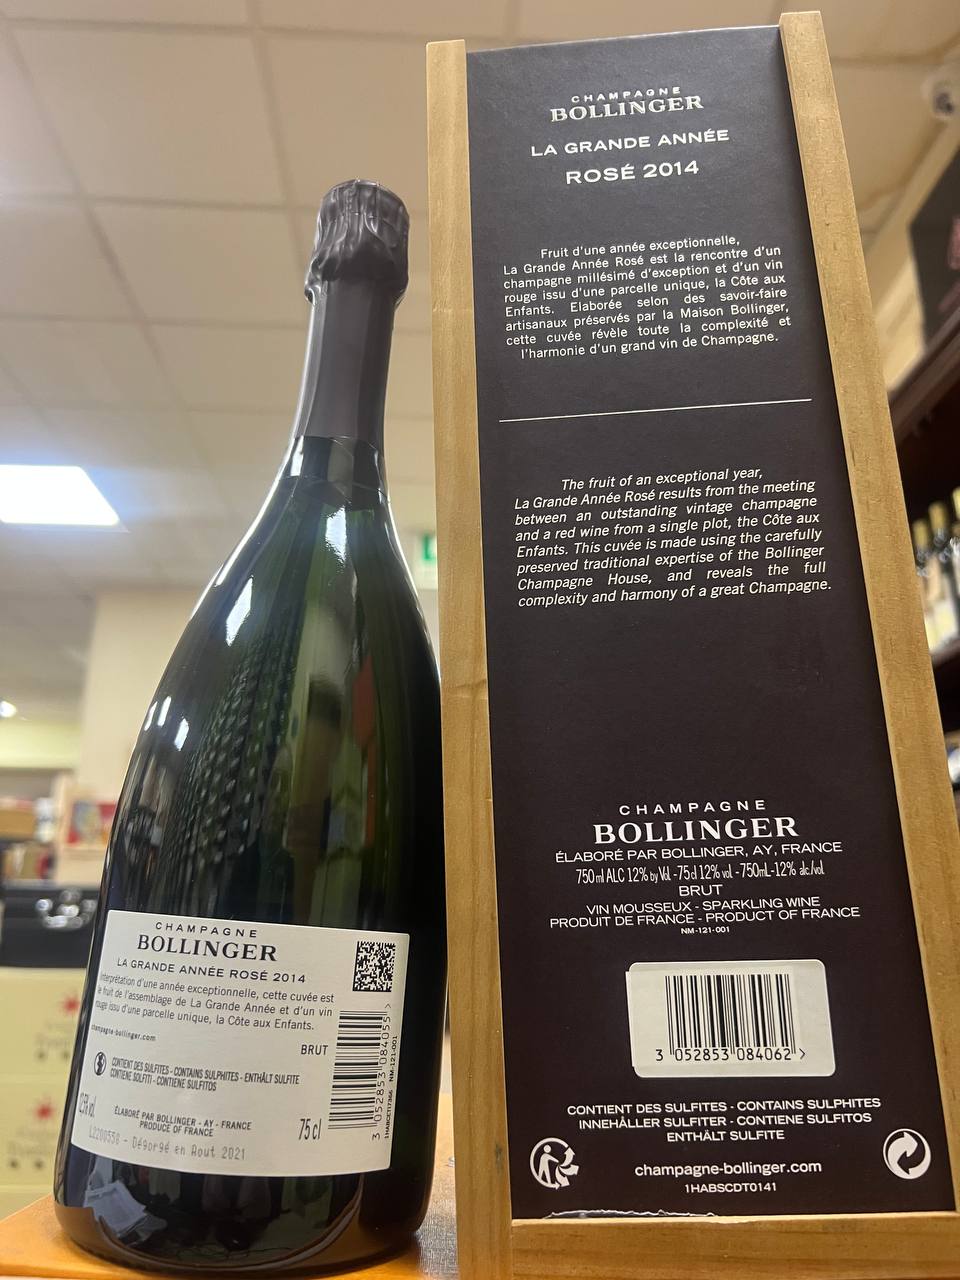 CHAMPAGNE
BOLLINGER
LA GRANDE ANNÉE
ROSÉ 2014
Fruit d'une année exceptionnelle,
La Grande Année Rosé est la rencontre d'un
champagne millésimé d'exception et d'un vin
rouge issu d'une parcelle unique, la Côte aux
Enfants. Elaborée selon des savoir-faire
artisanaux préservés par la Maison Bollinger,
cette cuvée révèle toute la complexité et
l'harmonie d'un grand vin de Champagne.
The fruit of an exceptional year,
La Grande Année Rosé results from the meeting
between an outstanding vintage champagne
and a red wine from a single plot, the Côte aux
Enfants. This cuvée is made using the carefully
preserved traditional expertise of the Bollinger
Champagne House, and reveals the full
complexity and harmony of a great Champagne.
CHAMPAGNE
BOLLINGER
ÉLABORÉ PAR BOLLINGER, AY, FRANCE
750 ml ALC 12% by Vol - 75cl 12% vol - 750mL-12% alc./vol
BRUT
VIN MOUSSEUX - SPARKLING WINE
PRODUIT DE FRANCE - PRODUCT OF FRANCE
NM-121-001
3 052853 084062 >
CONTIENT DES SULFITES - CONTAINS SULPHITES
INNEHÅLLER SULFITER - CONTIENE SULFITOS
ENTHÄLT SULFITE
champagne-bollinger.com
1HABSCDT0141
CHAMPAGNE
BOLLINGER
LA GRANDE ANNÉE ROSÉ 2014
Interprétation d'une année exceptionnelle, cette cuvée est
le fruit de l'assemblage de La Grande Année et d'un vin
rouge issu d'une parcelle unique, la Côte aux Enfants.
champagne-bollinger.com
BRUT
CONTIENT DES SULFITES - CONTAINS SULPHITES - ENTHÄLT SULFITE
CONTIENE SOLFITI - CONTIENE SULFITOS
ÉLABORÉ PAR BOLLINGER - AY - FRANCE
PRODUCE OF FRANCE
75 cl
L2200558 - Dégorgé en Août 2021
3 052853 084055 >
NM-121-001